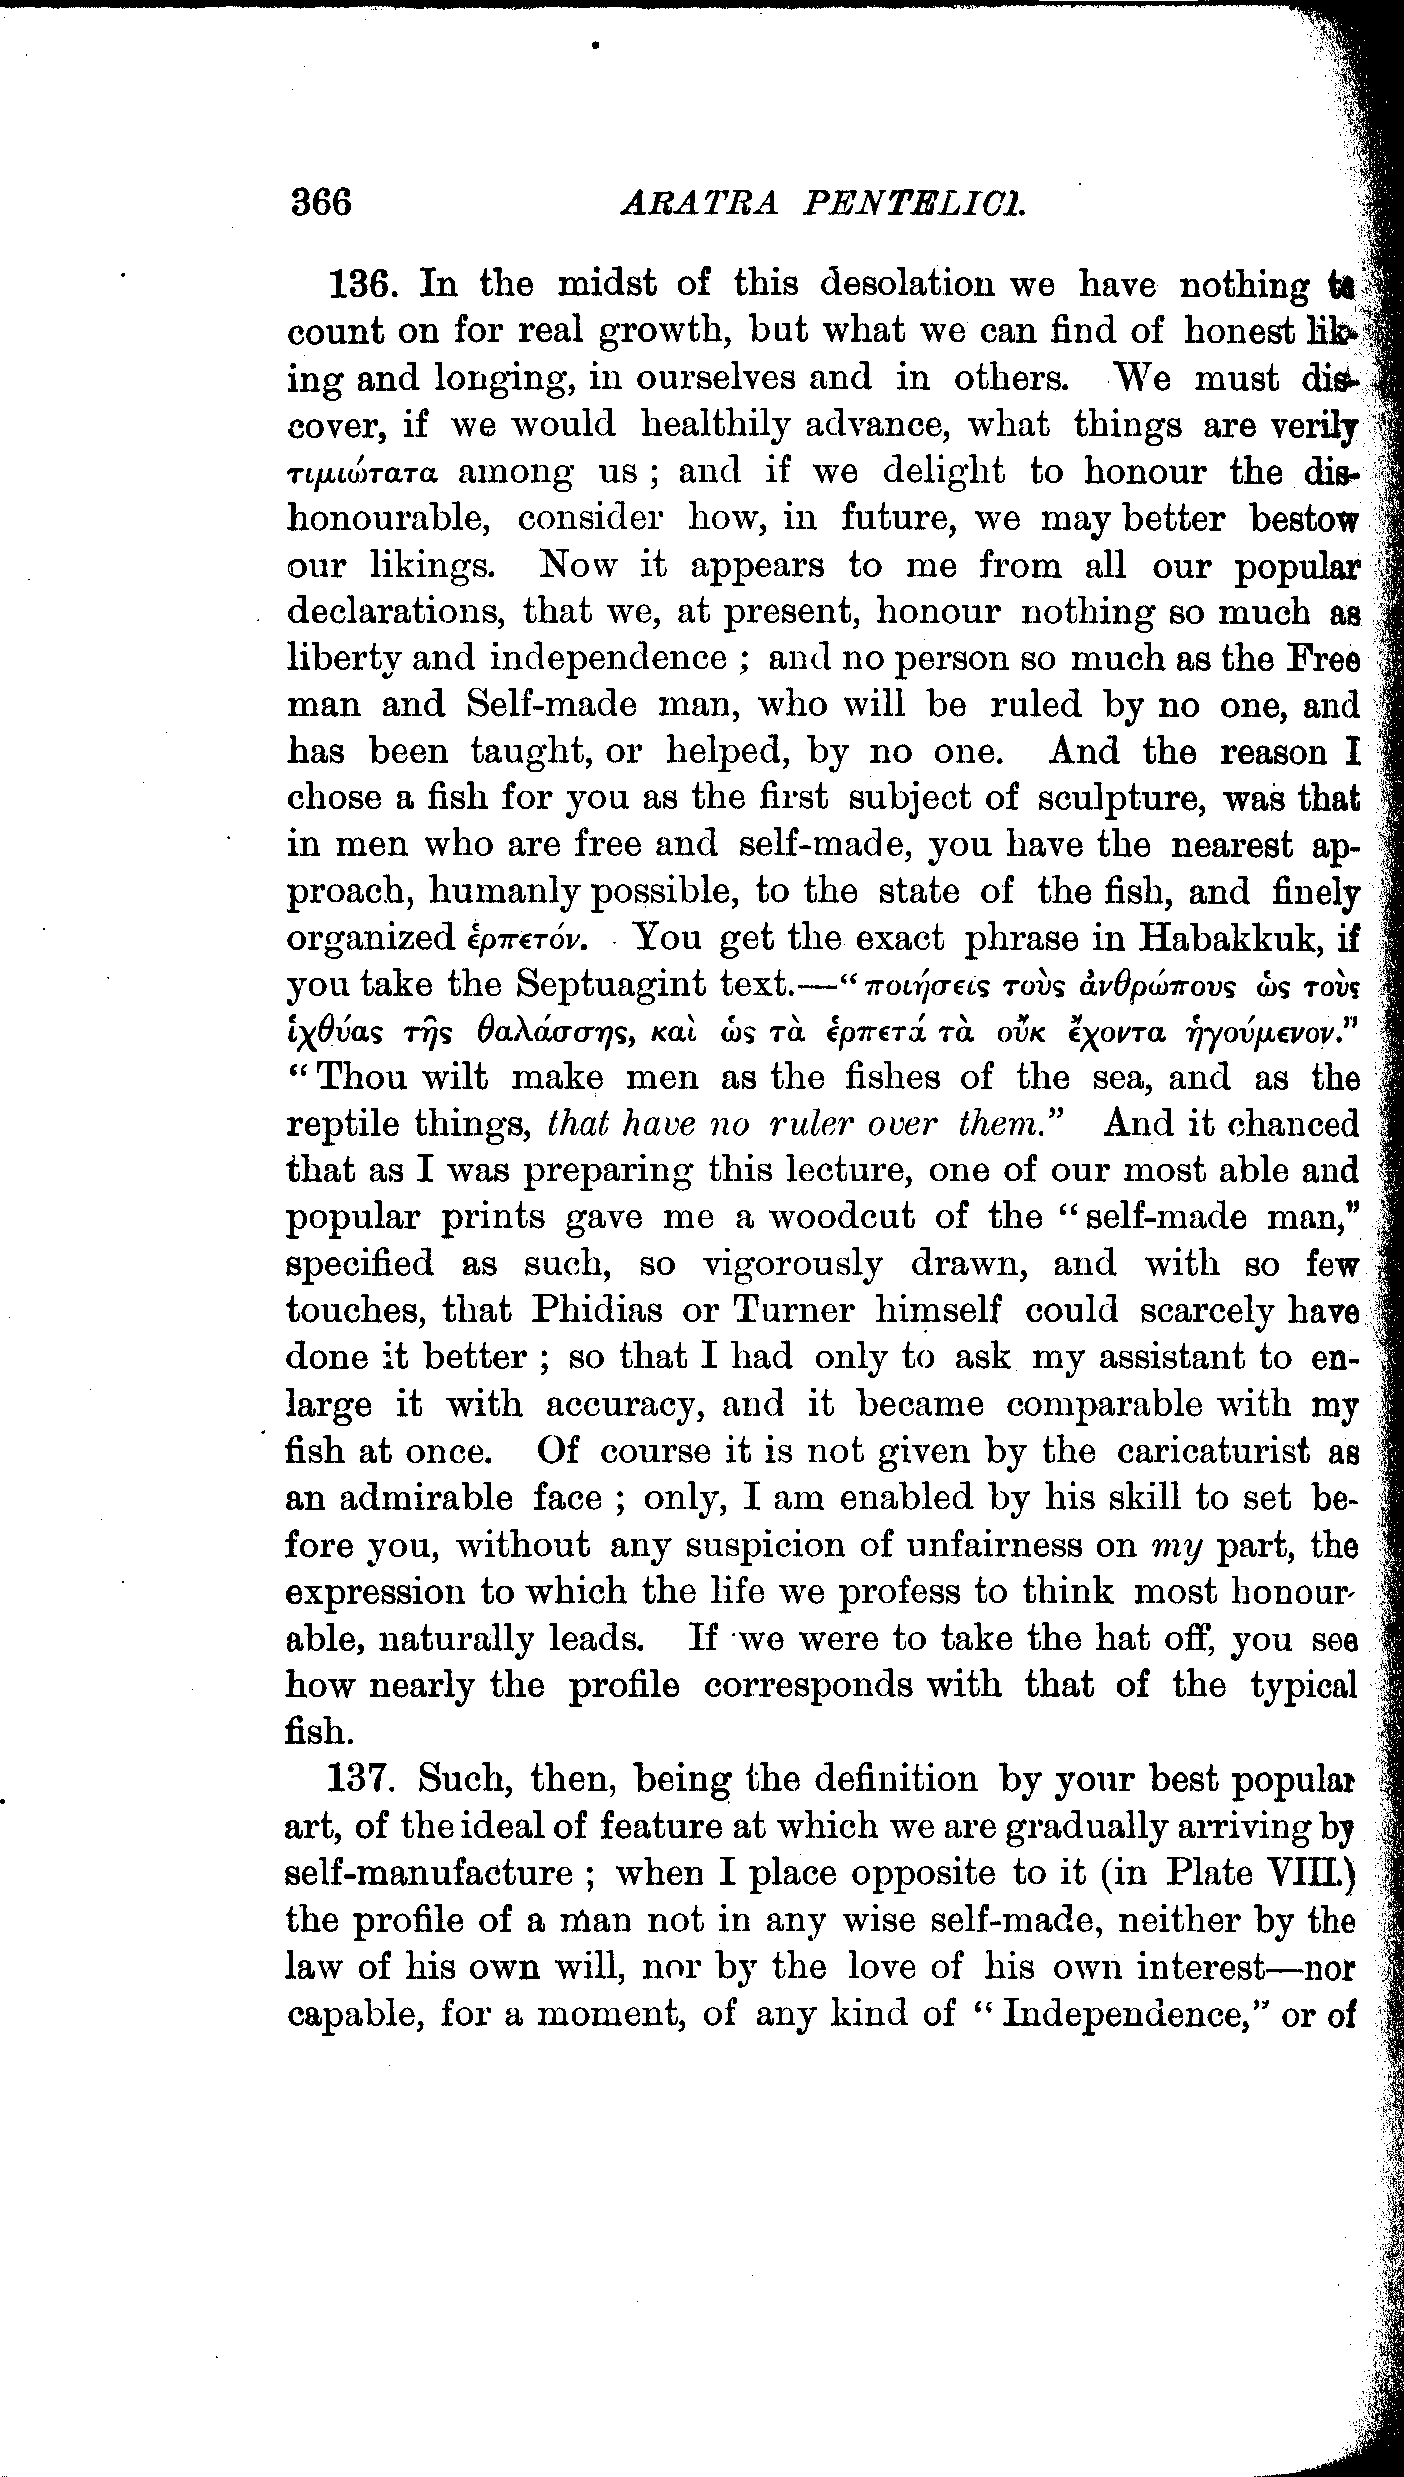 366 ARATRA PENTELICI.
136. In the midst of this desolation we have nothing to
count on for real growth, but what we can find of honest lik-
ing and longing, in ourselves and in others. We must dis-
cover, if we would healthily advance, what things are verily
τιμιώτατα among us ; and if we delight to honour the dis-
honourable, consider how, in future, we may better bestow
our likings. Now it appears to me from all our popular
declarations, that we, at present, honour nothing so much as
liberty and independence ; and no person so much as the Free
man and Self-made man, who will be ruled by no one, and
has been taught, or helped, by no one. And the reason I
chose a fish for you as the first subject of sculpture, was that
in men who are free and self-made, you have the nearest ap-
proach, humanly possible, to the state of the fish, and finely
organized ἑρπετόν. You get the exact phrase in Habakkuk, if
you take the Septuagint text.—“ποιήσεις τοὺς ἀνθρώπους ὡς τοὺς
ἰχθύας τῆς θαλάσσης, καὶ ὡς τὰ ἑρπετά τὰ οὔκ ἔχοντα ἡγούμενον.”
“Thou wilt make men as the fishes of the sea, and as the
reptile things, that have no ruler over them.” And it chanced
that as I was preparing this lecture, one of our most able and
popular prints gave me a woodcut of the “self-made man,”
specified as such, so vigorously drawn, and with so few
touches, that Phidias or Turner himself could scarcely have
done it better ; so that I had only to ask my assistant to en-
large it with accuracy, and it became comparable with my
fish at once. Of course it is not given by the caricaturist as
an admirable face ; only, I am enabled by his skill to set be-
fore you, without any suspicion of unfairness on my part, the
expression to which the life we profess to think most honour-
able, naturally leads. If we were to take the hat off, you see
how nearly the profile corresponds with that of the typical
fish.
137. Such, then, being the definition by your best popular
art, of the ideal of feature at which we are gradually arriving by
self-manufacture ; when I place opposite to it (in Plate VIII.)
the profile of a man not in any wise self-made, neither by the
law of his own will, nor by the love of his own interest—nor
capable, for a moment, of any kind of “Independence,” or of